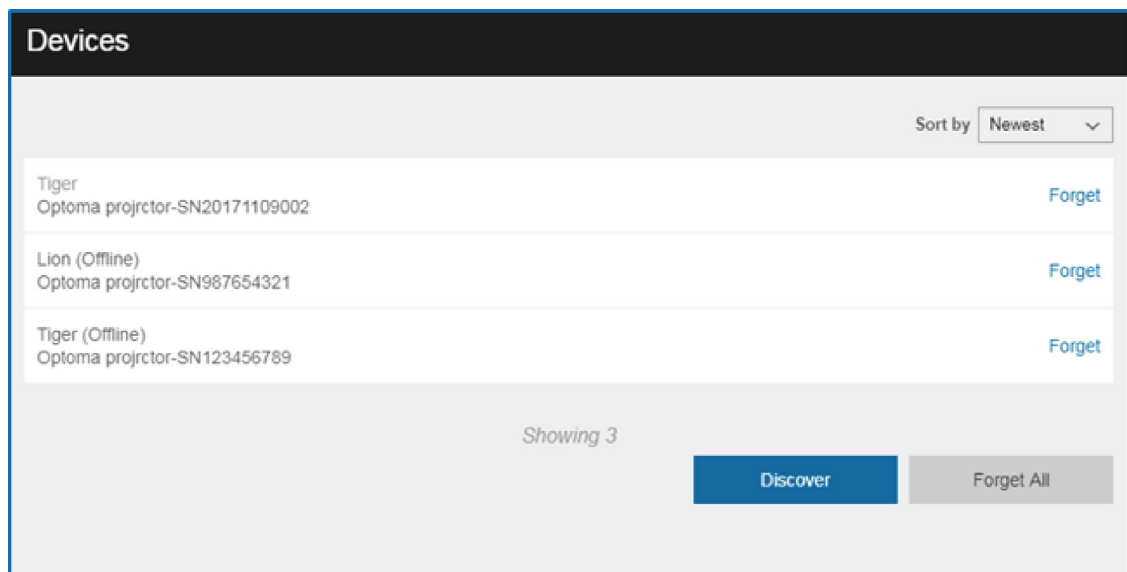 Devices
Sort by Newest
Tiger
Optoma projrctor-SN20171109002
Forget
Lion (Offline)
Optoma projrctor-SN987654321
Forget
Tiger (Offline)
Optoma projrctor-SN123456789
Forget
Showing 3
Discover
Forget All